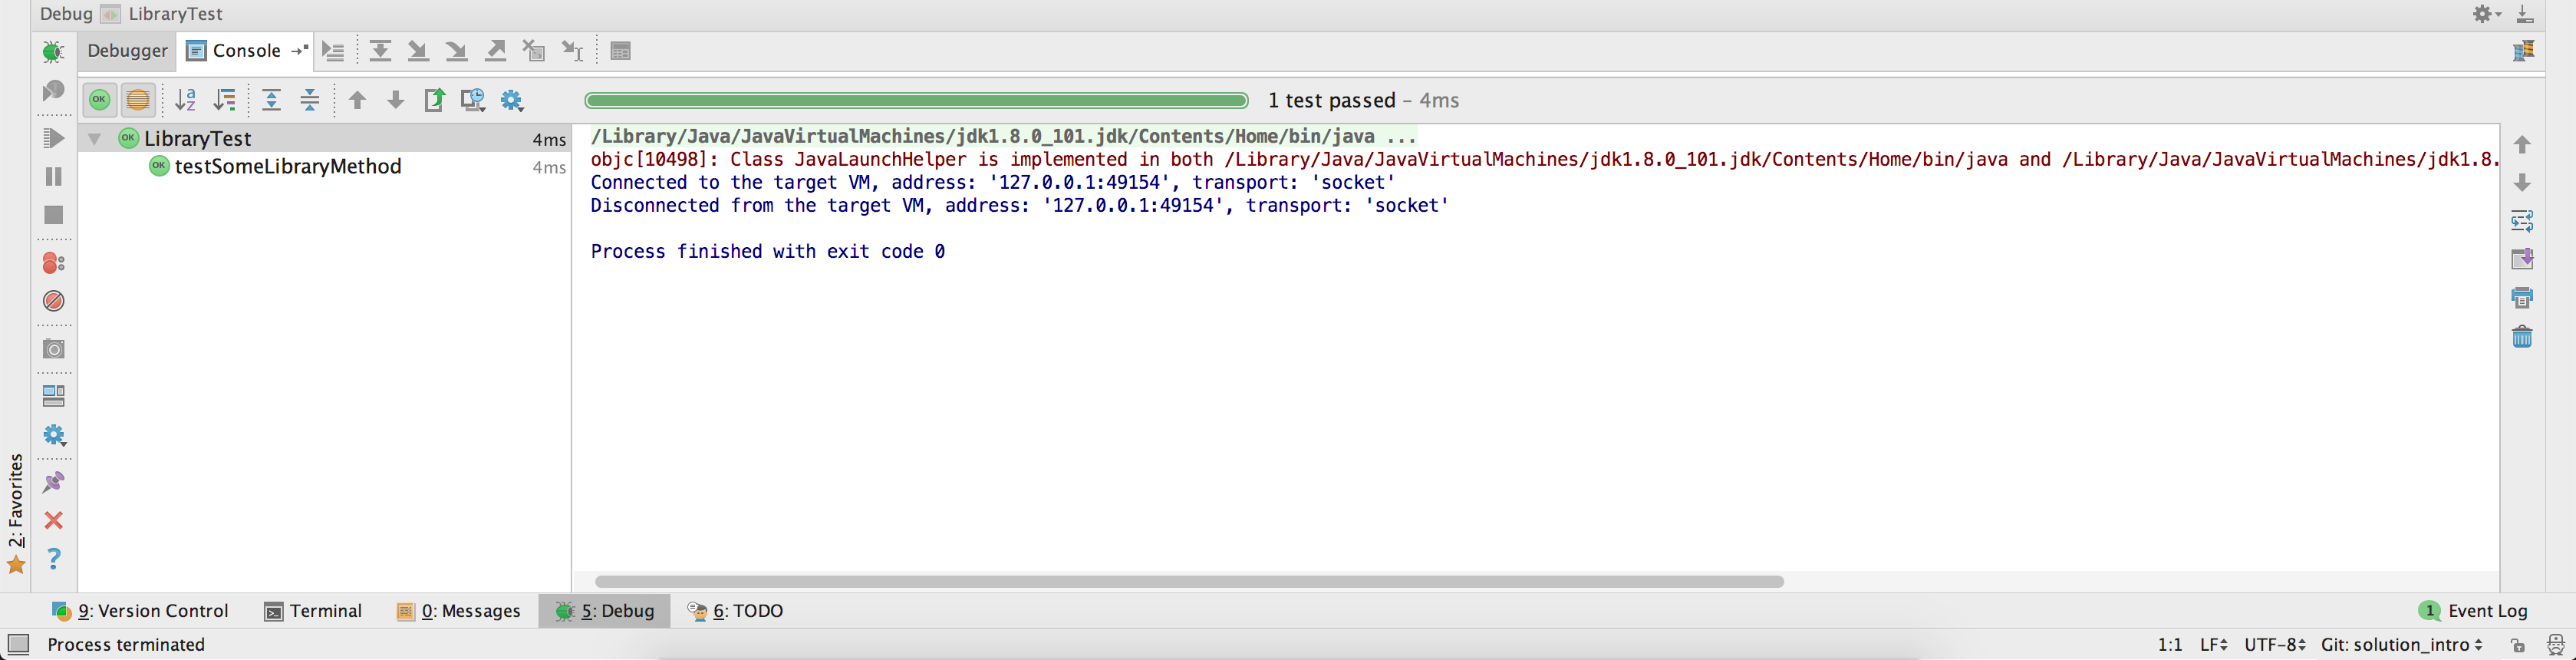 Debug LibraryTest
Debugger Console
1 test passed – 4ms
OK LibraryTest 4ms
OK testSomeLibraryMethod 4ms
/Library/Java/JavaVirtualMachines/jdk1.8.0_101.jdk/Contents/Home/bin/java ...
objc[10498]: Class JavaLaunchHelper is implemented in both /Library/Java/JavaVirtualMachines/jdk1.8.0_101.jdk/Contents/Home/bin/java and /Library/Java/JavaVirtualMachines/jdk1.8.
Connected to the target VM, address: '127.0.0.1:49154', transport: 'socket'
Disconnected from the target VM, address: '127.0.0.1:49154', transport: 'socket'
Process finished with exit code 0
2: Favorites
9: Version Control Terminal 0: Messages 5: Debug 6: TODO 1 Event Log
Process terminated 1:1 LF UTF-8 Git: solution_intro